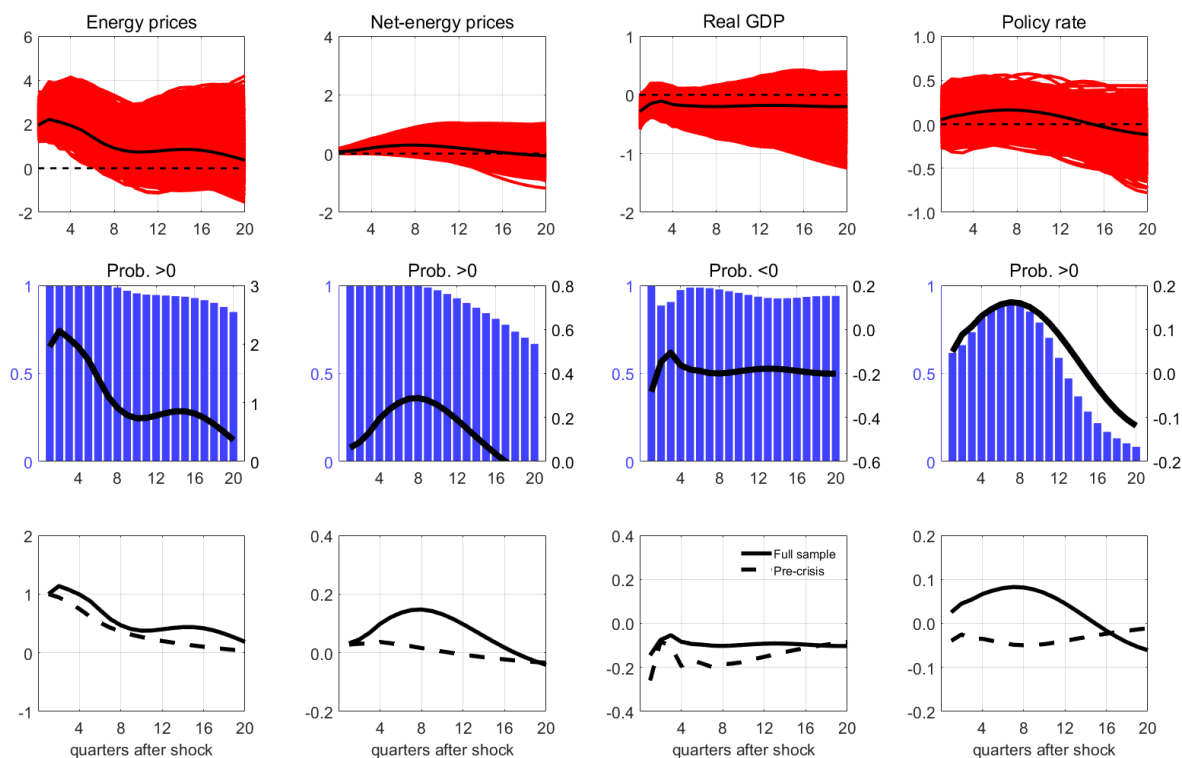 Energy prices
6
4
2
0
-2
4 8 12 16 20
Net-energy prices
4
2
0
-2
4 8 12 16 20
Real GDP
1
0
-1
-2
4 8 12 16 20
Policy rate
1.0
0.5
0.0
-0.5
-1.0
4 8 12 16 20
Prob. >0
1
0.5
0
3
2
1
0
4 8 12 16 20
Prob. >0
1
0.5
0
0.8
0.6
0.4
0.2
0.0
4 8 12 16 20
Prob. <0
1
0.5
0
0.2
0.0
-0.2
-0.4
-0.6
4 8 12 16 20
Prob. >0
1
0.5
0
0.2
0.1
0.0
-0.1
-0.2
4 8 12 16 20
2
1
0
-1
4 8 12 16 20
quarters after shock
0.4
0.2
0.0
-0.2
4 8 12 16 20
quarters after shock
0.4
0.2
0.0
-0.2
-0.4
Full sample
Pre-crisis
4 8 12 16 20
quarters after shock
0.2
0.1
0.0
-0.1
-0.2
4 8 12 16 20
quarters after shock